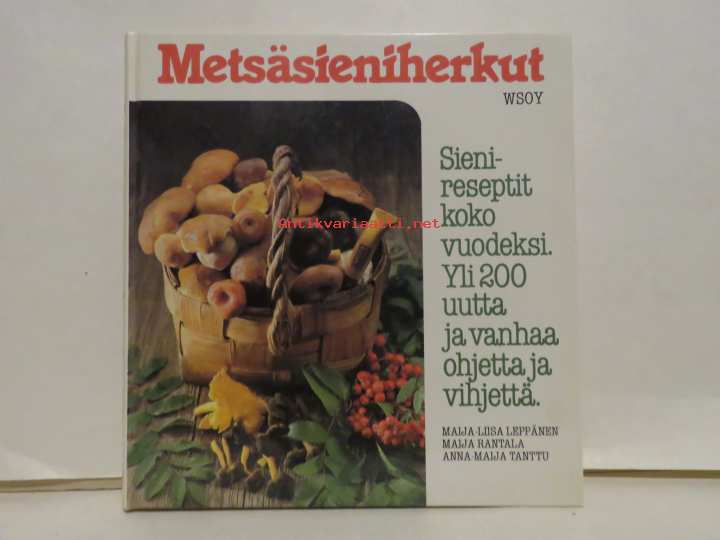 Metsäsieniherkut
WSOY
Sieni-
reseptit
koko
vuodeksi.
Yli 200
uutta
ja vanhaa
ohjetta ja
vihjettä.
MAIJA-LIISA LEPPÄNEN
MAIJA RANTALA
ANNA-MAIJA TANTTU
Antikvariaatti.net